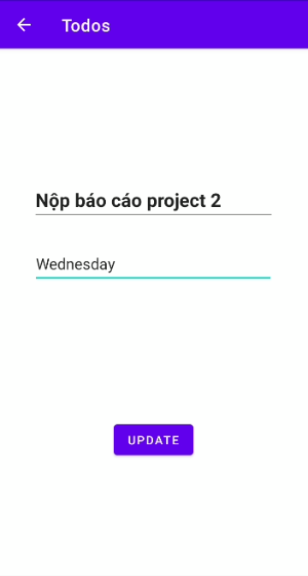 Todos
Nộp báo cáo project 2
Wednesday
UPDATE